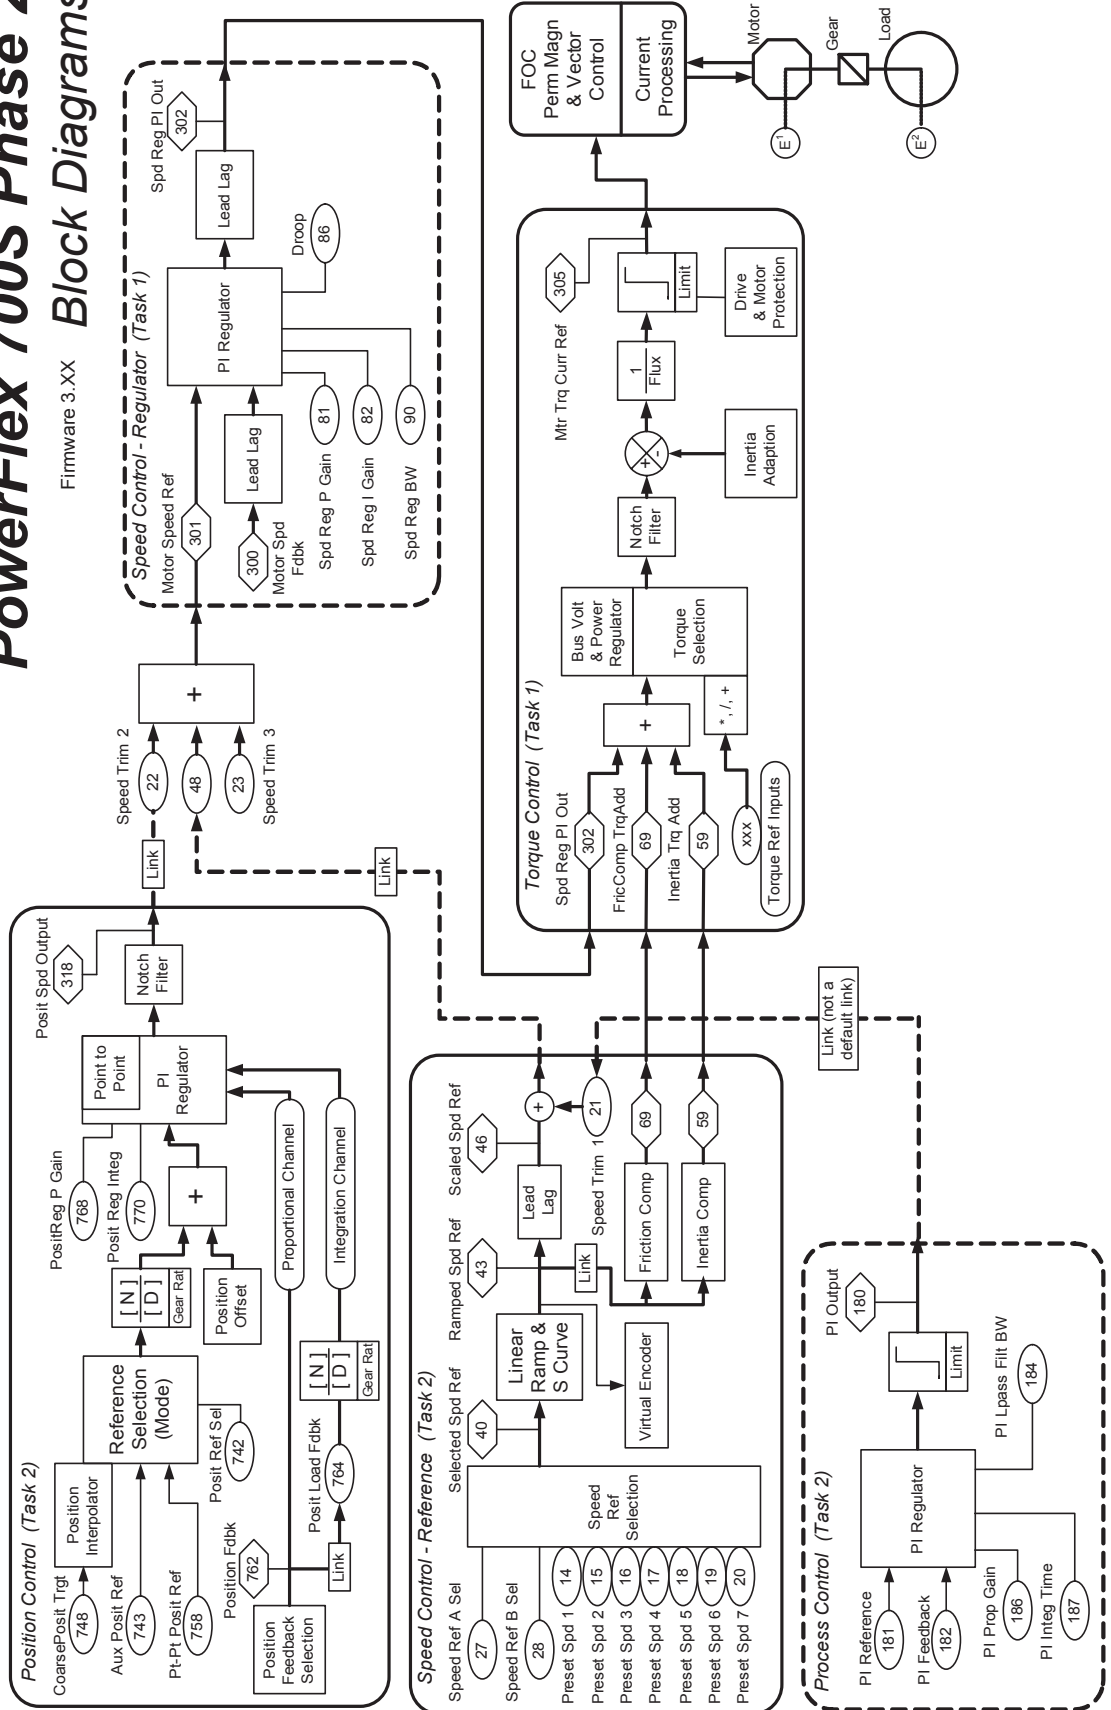 PowerFlex 700S Phase 2
Block Diagrams
Firmware 3.XX
Position Control (Task 2)
CoarsePosit Trgt
748
Position
Interpolator
Aux Posit Ref
743
Pt-Pt Posit Ref
758
Reference
Selection
(Mode)
Posit Ref Sel
742
[ N ]
[ D ]
Gear Rat
Position
Offset
+
PositReg P Gain
768
Posit Reg Integ
770
Point to
Point
PI
Regulator
Notch
Filter
Posit Spd Output
318
Position Fdbk
762
Position
Feedback
Selection
Link
Posit Load Fdbk
764
[ N ]
[ D ]
Gear Rat
Proportional Channel
Integration Channel
Link
Speed Trim 2
22
48
23
Speed Trim 3
+
Link
Speed Control - Regulator (Task 1)
Motor Speed Ref
301
300
Motor Spd
Fdbk
Lead Lag
PI Regulator
Lead Lag
Spd Reg PI Out
302
81
Spd Reg P Gain
82
Spd Reg I Gain
90
Spd Reg BW
Droop
86
Speed Control - Reference (Task 2)
Speed Ref A Sel
27
Speed Ref B Sel
28
Preset Spd 1
14
Preset Spd 2
15
Preset Spd 3
16
Preset Spd 4
17
Preset Spd 5
18
Preset Spd 6
19
Preset Spd 7
20
Speed
Ref
Selection
Selected Spd Ref
40
Linear
Ramp &
S Curve
Virtual Encoder
Ramped Spd Ref
43
Link
Lead
Lag
Scaled Spd Ref
46
+
21
Speed Trim 1
Friction Comp
69
Inertia Comp
59
Link (not a
default link)
Torque Control (Task 1)
Spd Reg PI Out
302
FricComp TrqAdd
69
Inertia Trq Add
59
xxx
Torque Ref Inputs
+
*, /, +
Bus Volt
& Power
Regulator
Torque
Selection
Notch
Filter
+
-
Inertia
Adaption
1
Flux
Mtr Trq Curr Ref
305
Limit
Drive
& Motor
Protection
FOC
Perm Magn
& Vector
Control
Current
Processing
Motor
Gear
Load
E1
E2
Process Control (Task 2)
PI Reference
181
PI Feedback
182
PI Prop Gain
186
PI Integ Time
187
PI Regulator
PI Lpass Filt BW
184
Limit
PI Output
180